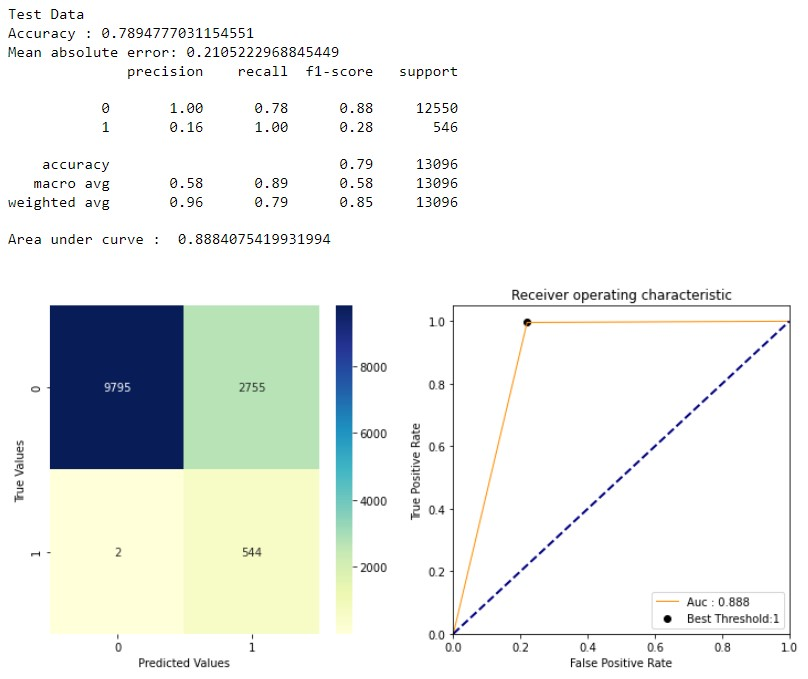 Test Data
Accuracy : 0.7894777031154551
Mean absolute error: 0.2105222968845449
precision recall f1-score support
0 1.00 0.78 0.88 12550
1 0.16 1.00 0.28 546
accuracy 0.79 13096
macro avg 0.58 0.89 0.58 13096
weighted avg 0.96 0.79 0.85 13096
Area under curve : 0.8884075419931994
9795 2755
2 544
0
1
True Values
0 1
Predicted Values
8000
6000
4000
2000
Receiver operating characteristic
1.0
0.8
0.6
0.4
0.2
0.0
True Positive Rate
Auc : 0.888
Best Threshold:1
0.0 0.2 0.4 0.6 0.8 1.0
False Positive Rate